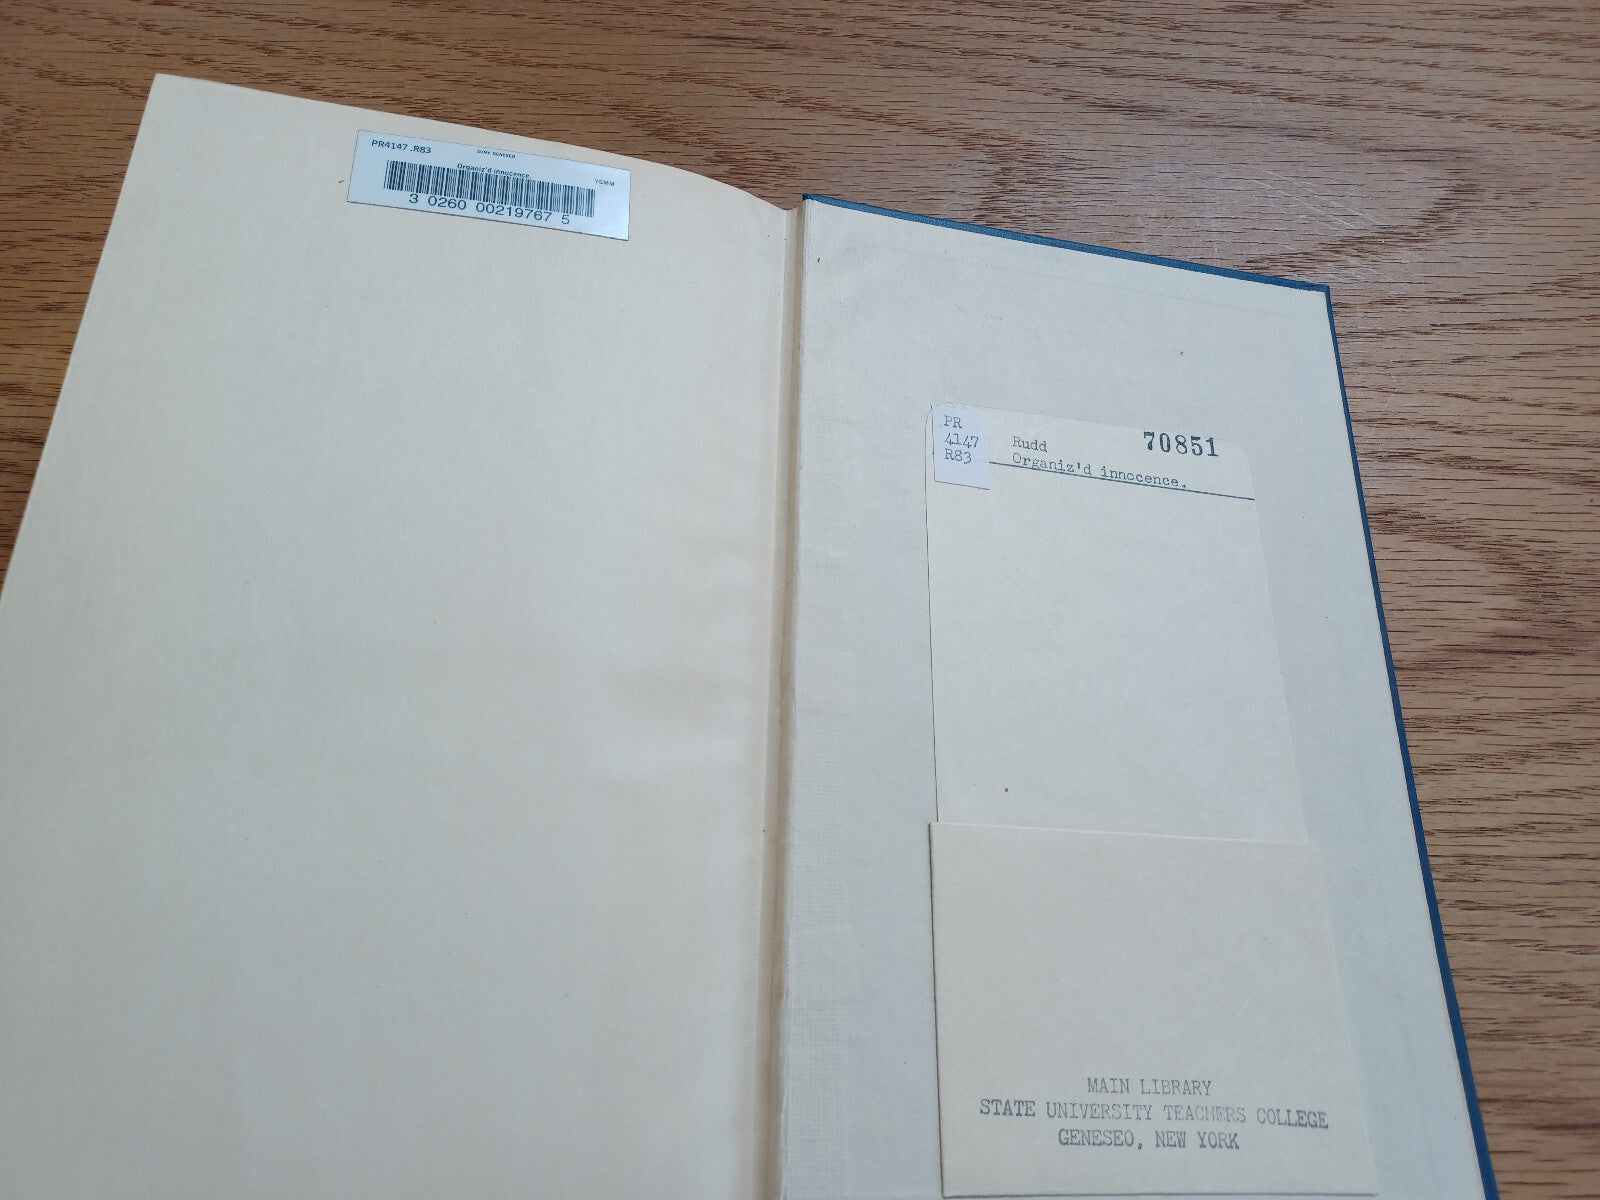 PR4147 .R83
SUNY GENESEO
Organiz'd innocence.
YGMM
3 0260 00219767 5
PR
4147
R83
Rudd
70851
Organiz'd innocence.
MAIN LIBRARY
STATE UNIVERSITY TEACHERS COLLEGE
GENESEO, NEW YORK